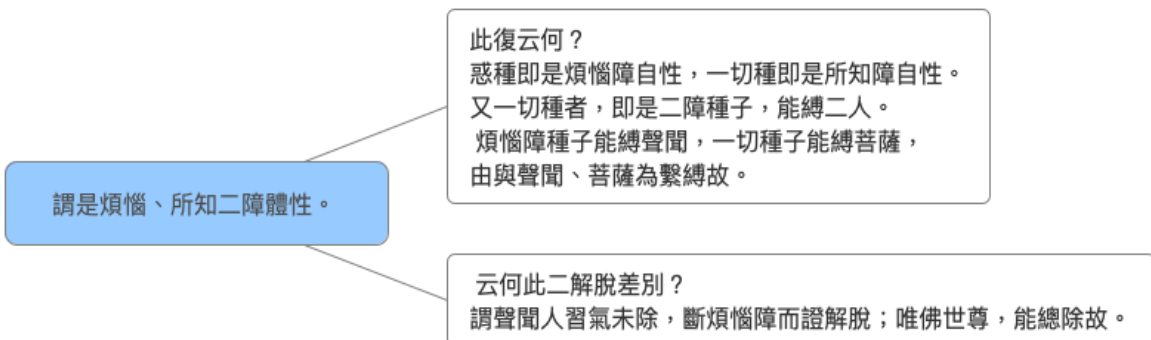 此復云何？
惑種即是煩惱障自性，一切種即是所知障自性。
又一切種者，即是二障種子，能縛二人。
煩惱障種子能縛聲聞，一切種子能縛菩薩，
由與聲聞、菩薩為繫縛故。
謂是煩惱、所知二障體性。
云何此二解脫差別？
謂聲聞人習氣未除，斷煩惱障而證解脫；唯佛世尊，能總除故。